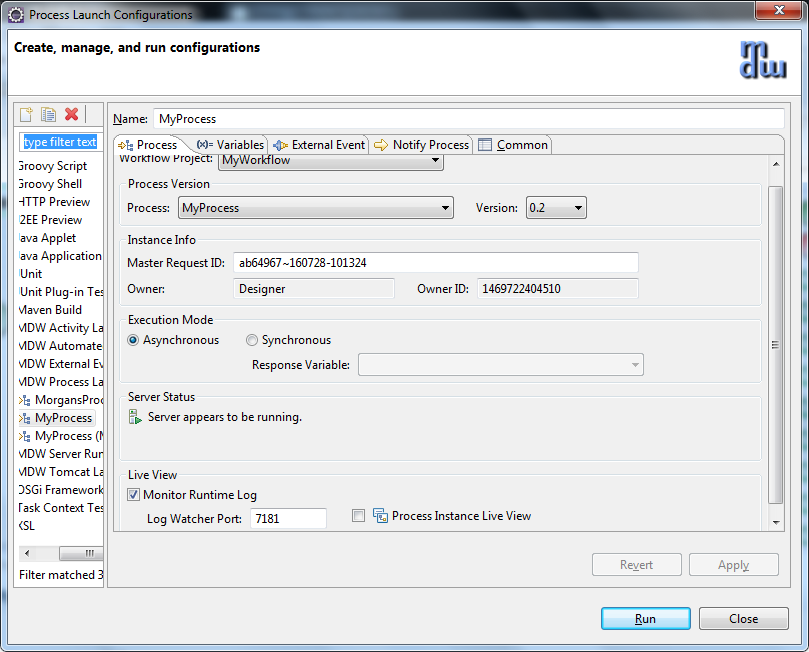 Process Launch Configurations
Create, manage, and run configurations
mdw
type filter text
Groovy Script
Groovy Shell
HTTP Preview
J2EE Preview
Java Applet
Java Application
JUnit
JUnit Plug-in Tes
Maven Build
MDW Activity La
MDW Automate
MDW External Ev
MDW Process La
MorgansProc
MyProcess
MyProcess (M
MDW Server Run
MDW Tomcat La
OSGi Framework
Task Context Tes
XSL
Filter matched 3
Name: MyProcess
Process (x)= Variables External Event Notify Process Common
Workflow Project: MyWorkflow
Process Version
Process: MyProcess Version: 0.2
Instance Info
Master Request ID: ab64967~160728-101324
Owner: Designer Owner ID: 1469722404510
Execution Mode
Asynchronous Synchronous
Response Variable:
Server Status
Server appears to be running.
Live View
Monitor Runtime Log
Log Watcher Port: 7181 Process Instance Live View
Revert Apply
Run Close